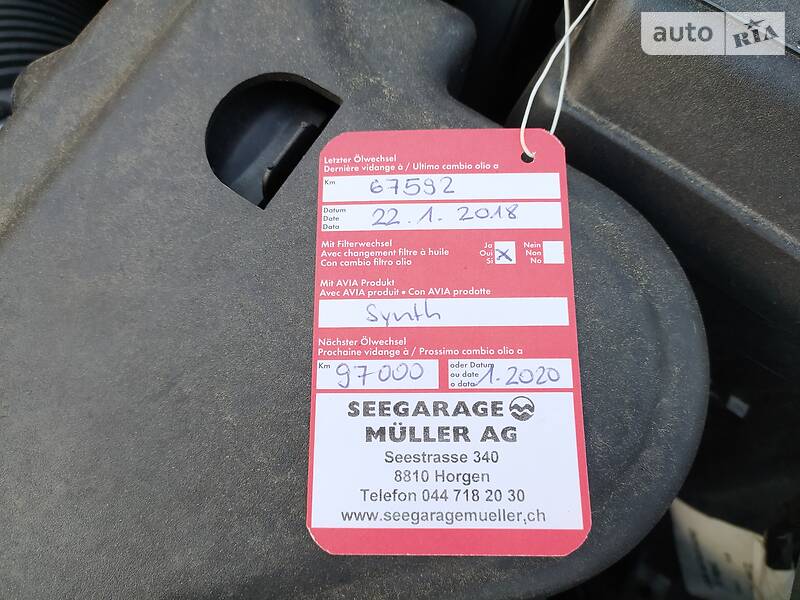 auto RIA
Letzter Ölwechsel
Dernière vidange à / Ultimo cambio olio a
Km 67592
Datum
Date 22.1.2018
Data
Mit Filterwechsel
Avec changement filtre à huile
Con cambio filtro olio
Ja Nein
Oui x Non
Si No
Mit AVIA Produkt
Avec AVIA produit • Con AVIA prodotte
Synth
Nächster Ölwechsel
Prochaine vidange à / Prossimo cambio olio a
Km 97000
oder Datum
ou date 1.2020
o data
SEEGARAGE
MÜLLER AG
Seestrasse 340
8810 Horgen
Telefon 044 718 20 30
www.seegaragemueller.ch